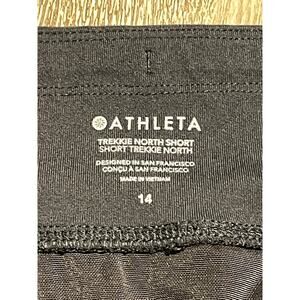 ATHLETA
TREKKIE NORTH SHORT
SHORT TREKKIE NORTH
DESIGNED IN SAN FRANCISCO
CONÇU À SAN FRANCISCO
MADE IN VIETNAM
14